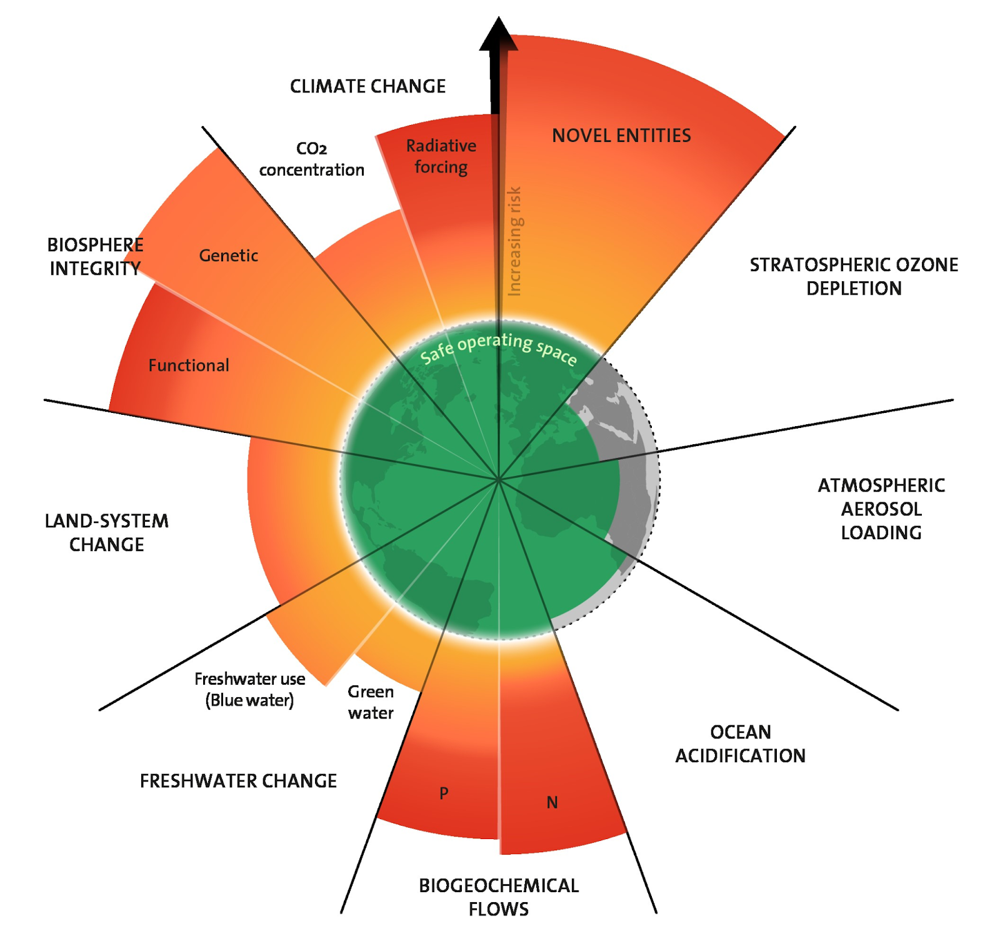 CLIMATE CHANGE
CO2
concentration
Radiative
forcing
NOVEL ENTITIES
Increasing risk
STRATOSPHERIC OZONE
DEPLETION
BIOSPHERE
INTEGRITY
Genetic
Functional
Safe operating space
ATMOSPHERIC
AEROSOL
LOADING
LAND-SYSTEM
CHANGE
Freshwater use
(Blue water)
Green
water
FRESHWATER CHANGE
P
N
OCEAN
ACIDIFICATION
BIOGEOCHEMICAL
FLOWS